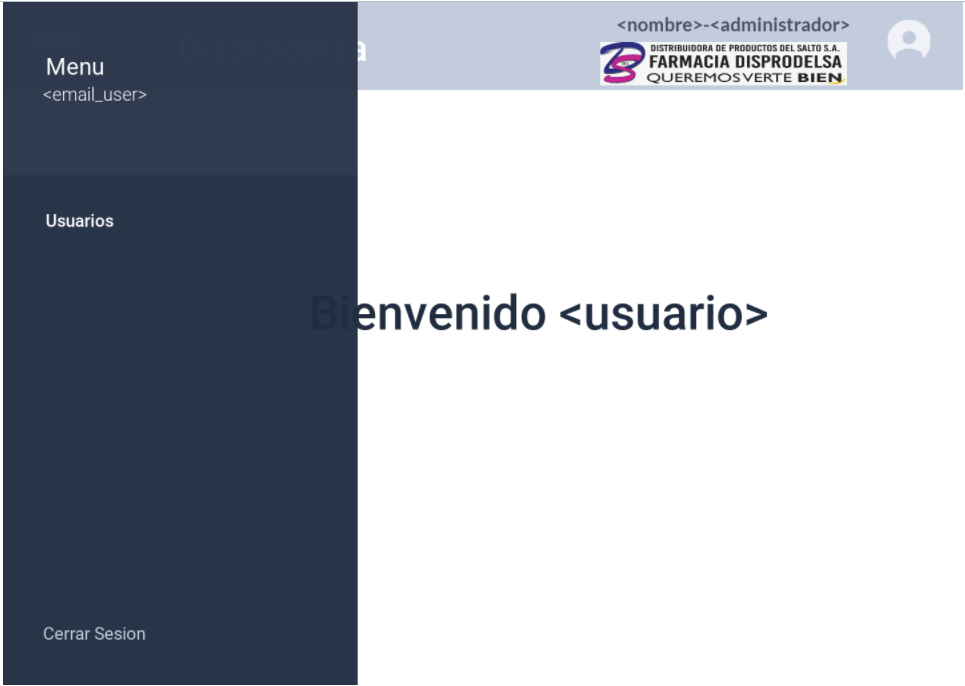 Disprodelsa
<nombre>-<administrador>
DISTRIBUIDORA DE PRODUCTOS DEL SALTO S.A.
FARMACIA DISPRODELSA
QUEREMOS VERTE BIEN
Menu
<email_user>
Usuarios
Bienvenido <usuario>
Cerrar Sesion